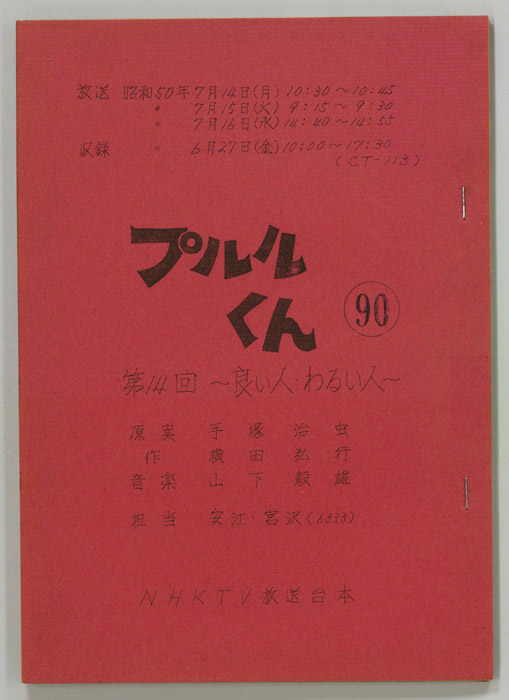 放送 昭和50年7月14日(月) 10:30～10:45
〃 7月15日(火) 9:15～9:30
〃 7月16日(水) 14:40～14:55
収録 〃 6月27日(金) 10:00～17:30
(CT-113)
プルル
くん
90
第14回 ～良い人・わるい人～
原案 手塚治虫
作 横田弘行
音楽 山下毅雄
担当 安江・宮沢(6333)
NHKTV放送台本